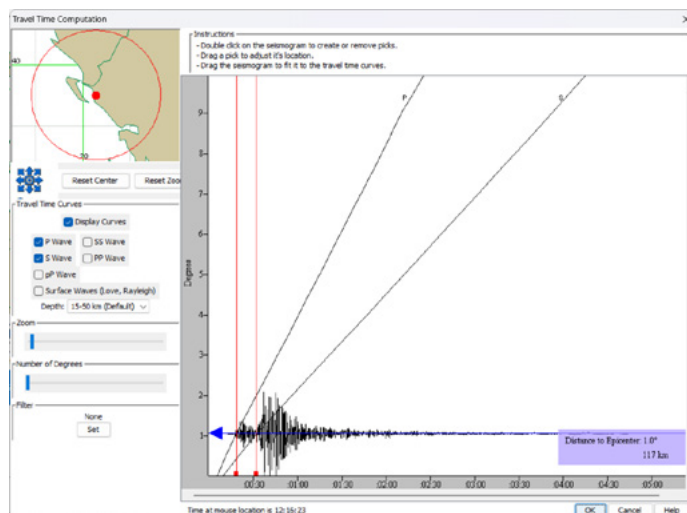 Travel Time Computation
Instructions
- Double click on the seismogram to create or remove picks.
- Drag a pick to adjust it's location.
- Drag the seismogram to fit it to the travel time curves.
40
20
Reset Center
Reset Zoo
Travel Time Curves
Display Curves
P Wave
SS Wave
S Wave
PP Wave
pP Wave
Surface Waves (Love, Rayleigh)
Depth: 15-50 km (Default)
Zoom
Number of Degrees
Filter
None
Set
P
S
Degrees
9
8
7
6
5
4
3
2
1
Distance to Epicenter: 1.0°
117 km
00:30
01:00
01:30
02:00
02:30
03:00
03:30
04:00
04:30
05:00
Time at mouse location is 12:16:23
OK
Cancel
Help